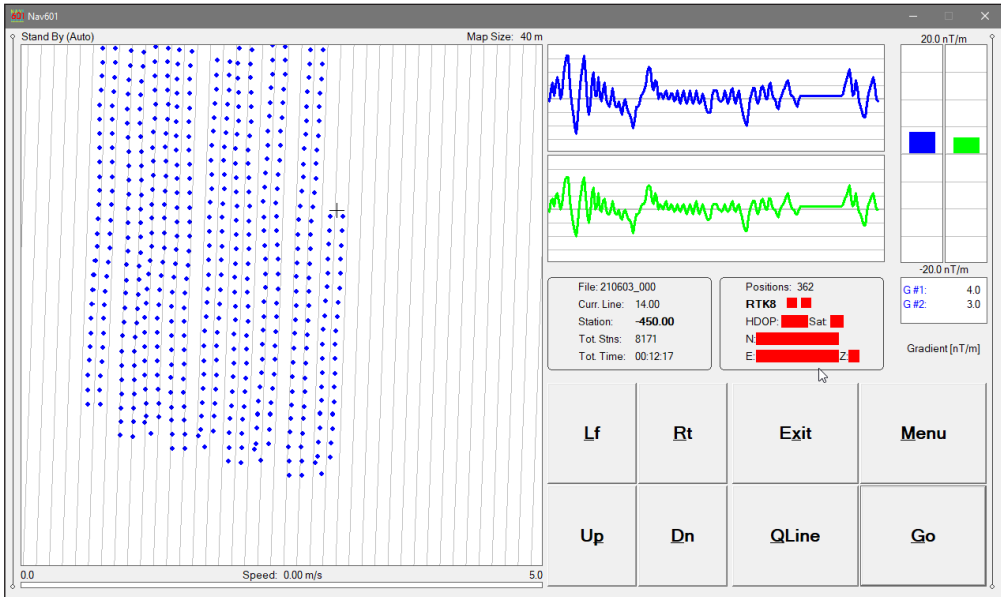 601 Nav601
Stand By (Auto) Map Size: 40 m
0.0 Speed: 0.00 m/s 5.0
20.0 nT/m
-20.0 nT/m
G #1: 4.0
G #2: 3.0
Gradient [nT/m]
File: 210603_000
Curr. Line: 14.00
Station: -450.00
Tot. Stns: 8171
Tot. Time: 00:12:17
Positions: 362
RTK8
HDOP: Sat:
N:
E: Z:
Lf Rt Exit Menu
Up Dn QLine Go